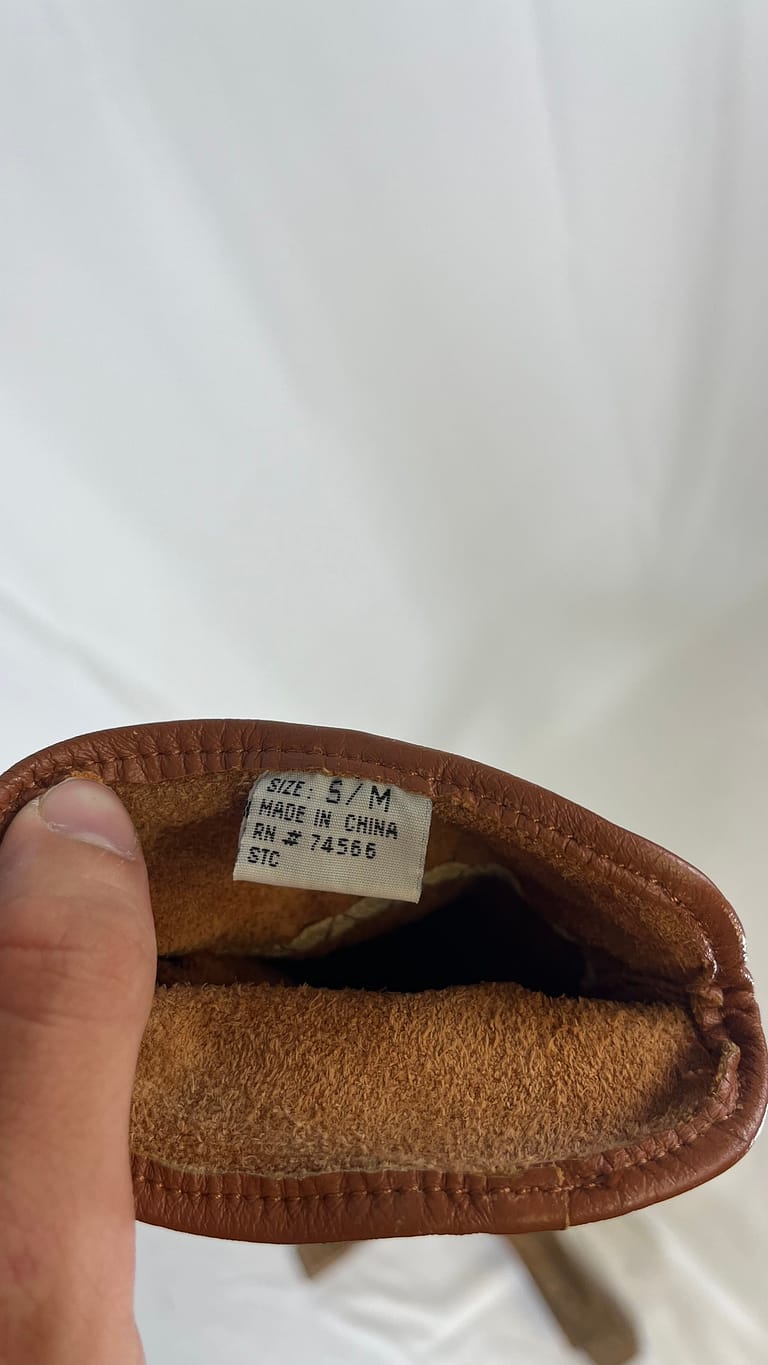 SIZE: S/M
MADE IN CHINA
RN # 74566
STC